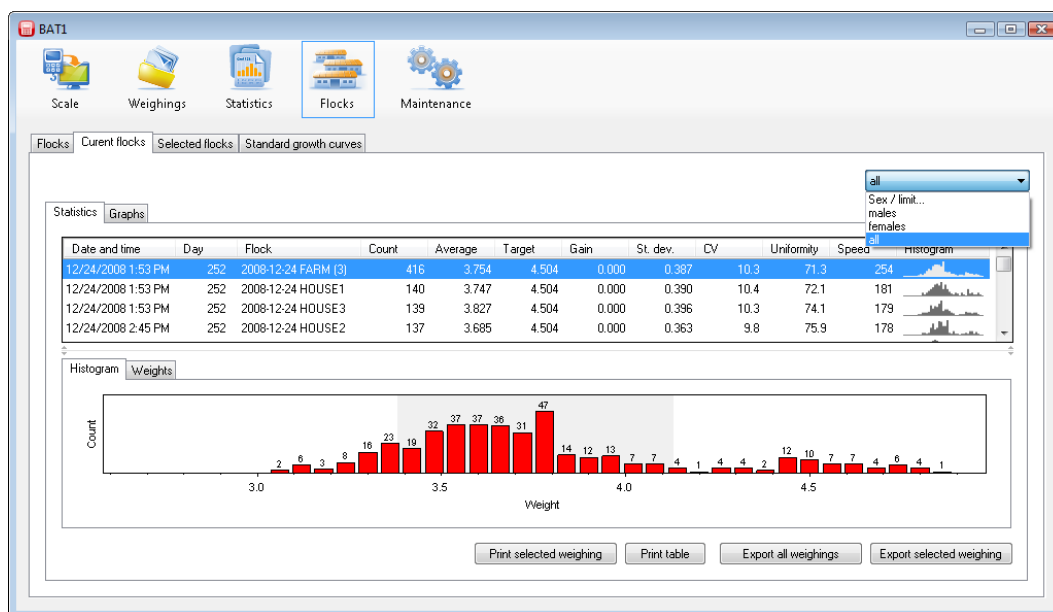 BAT1
Scale Weighings Statistics Flocks Maintenance
Flocks Curent flocks Selected flocks Standard growth curves
all
Sex / limit...
males
females
all
Statistics Graphs
Date and time Day Flock Count Average Target Gain St. dev. CV Uniformity Speed Histogram
12/24/2008 1:53 PM 252 2008-12-24 FARM (3) 416 3.754 4.504 0.000 0.387 10.3 71.3 254
12/24/2008 1:53 PM 252 2008-12-24 HOUSE1 140 3.747 4.504 0.000 0.390 10.4 72.1 181
12/24/2008 1:53 PM 252 2008-12-24 HOUSE3 139 3.827 4.504 0.000 0.396 10.3 74.1 179
12/24/2008 2:45 PM 252 2008-12-24 HOUSE2 137 3.685 4.504 0.000 0.363 9.8 75.9 178
Histogram Weights
Count
2 6 3 8 16 23 19 32 37 37 36 31 47 14 12 13 7 7 4 1 4 4 2 12 10 7 7 4 6 4 1
3.0 3.5 4.0 4.5
Weight
Print selected weighing Print table Export all weighings Export selected weighing